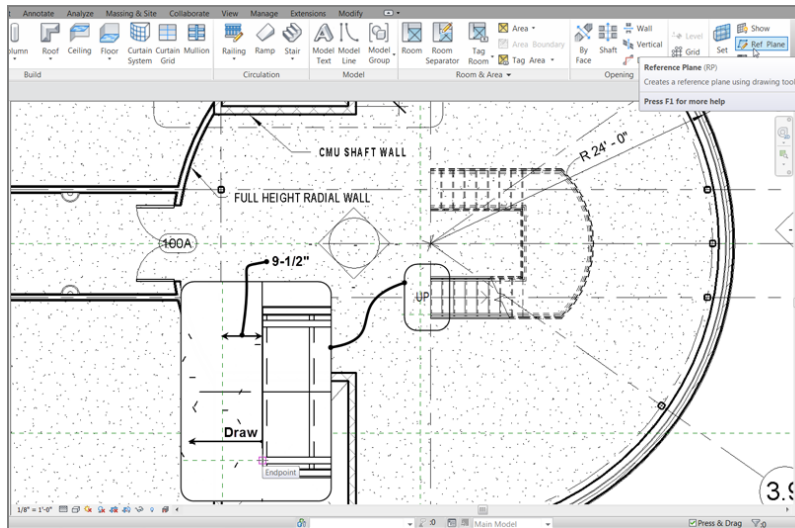 Annotate Analyze Massing & Site Collaborate View Manage Extensions Modify
Roof Ceiling Floor Curtain System Curtain Grid Mullion
Railing Ramp Stair
Model Text Model Line Model Group
Room Room Separator Tag Room
Area
Area Boundary
Tag Area
By Face Shaft Wall
Vertical
Level
Grid
Set Show
Ref Plane
Build Circulation Model Room & Area Opening
Reference Plane (RP)
Creates a reference plane using drawing tool
Press F1 for more help
R 24' - 0"
CMU SHAFT WALL
FULL HEIGHT RADIAL WALL
100A
9-1/2"
UP
Draw
Endpoint
3.9
1/8" = 1'-0"
:0 Main Model Press & Drag :0